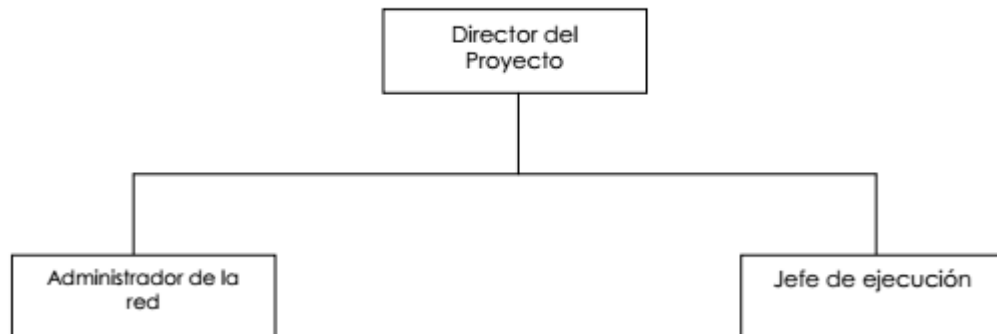 Director del
Proyecto
Administrador de la
red
Jefe de ejecución